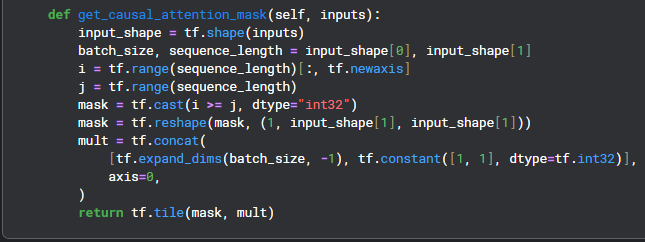 def get_causal_attention_mask(self, inputs):
    input_shape = tf.shape(inputs)
    batch_size, sequence_length = input_shape[0], input_shape[1]
    i = tf.range(sequence_length)[:, tf.newaxis]
    j = tf.range(sequence_length)
    mask = tf.cast(i >= j, dtype="int32")
    mask = tf.reshape(mask, (1, input_shape[1], input_shape[1]))
    mult = tf.concat(
        [tf.expand_dims(batch_size, -1), tf.constant([1, 1], dtype=tf.int32)],
        axis=0,
    )
    return tf.tile(mask, mult)